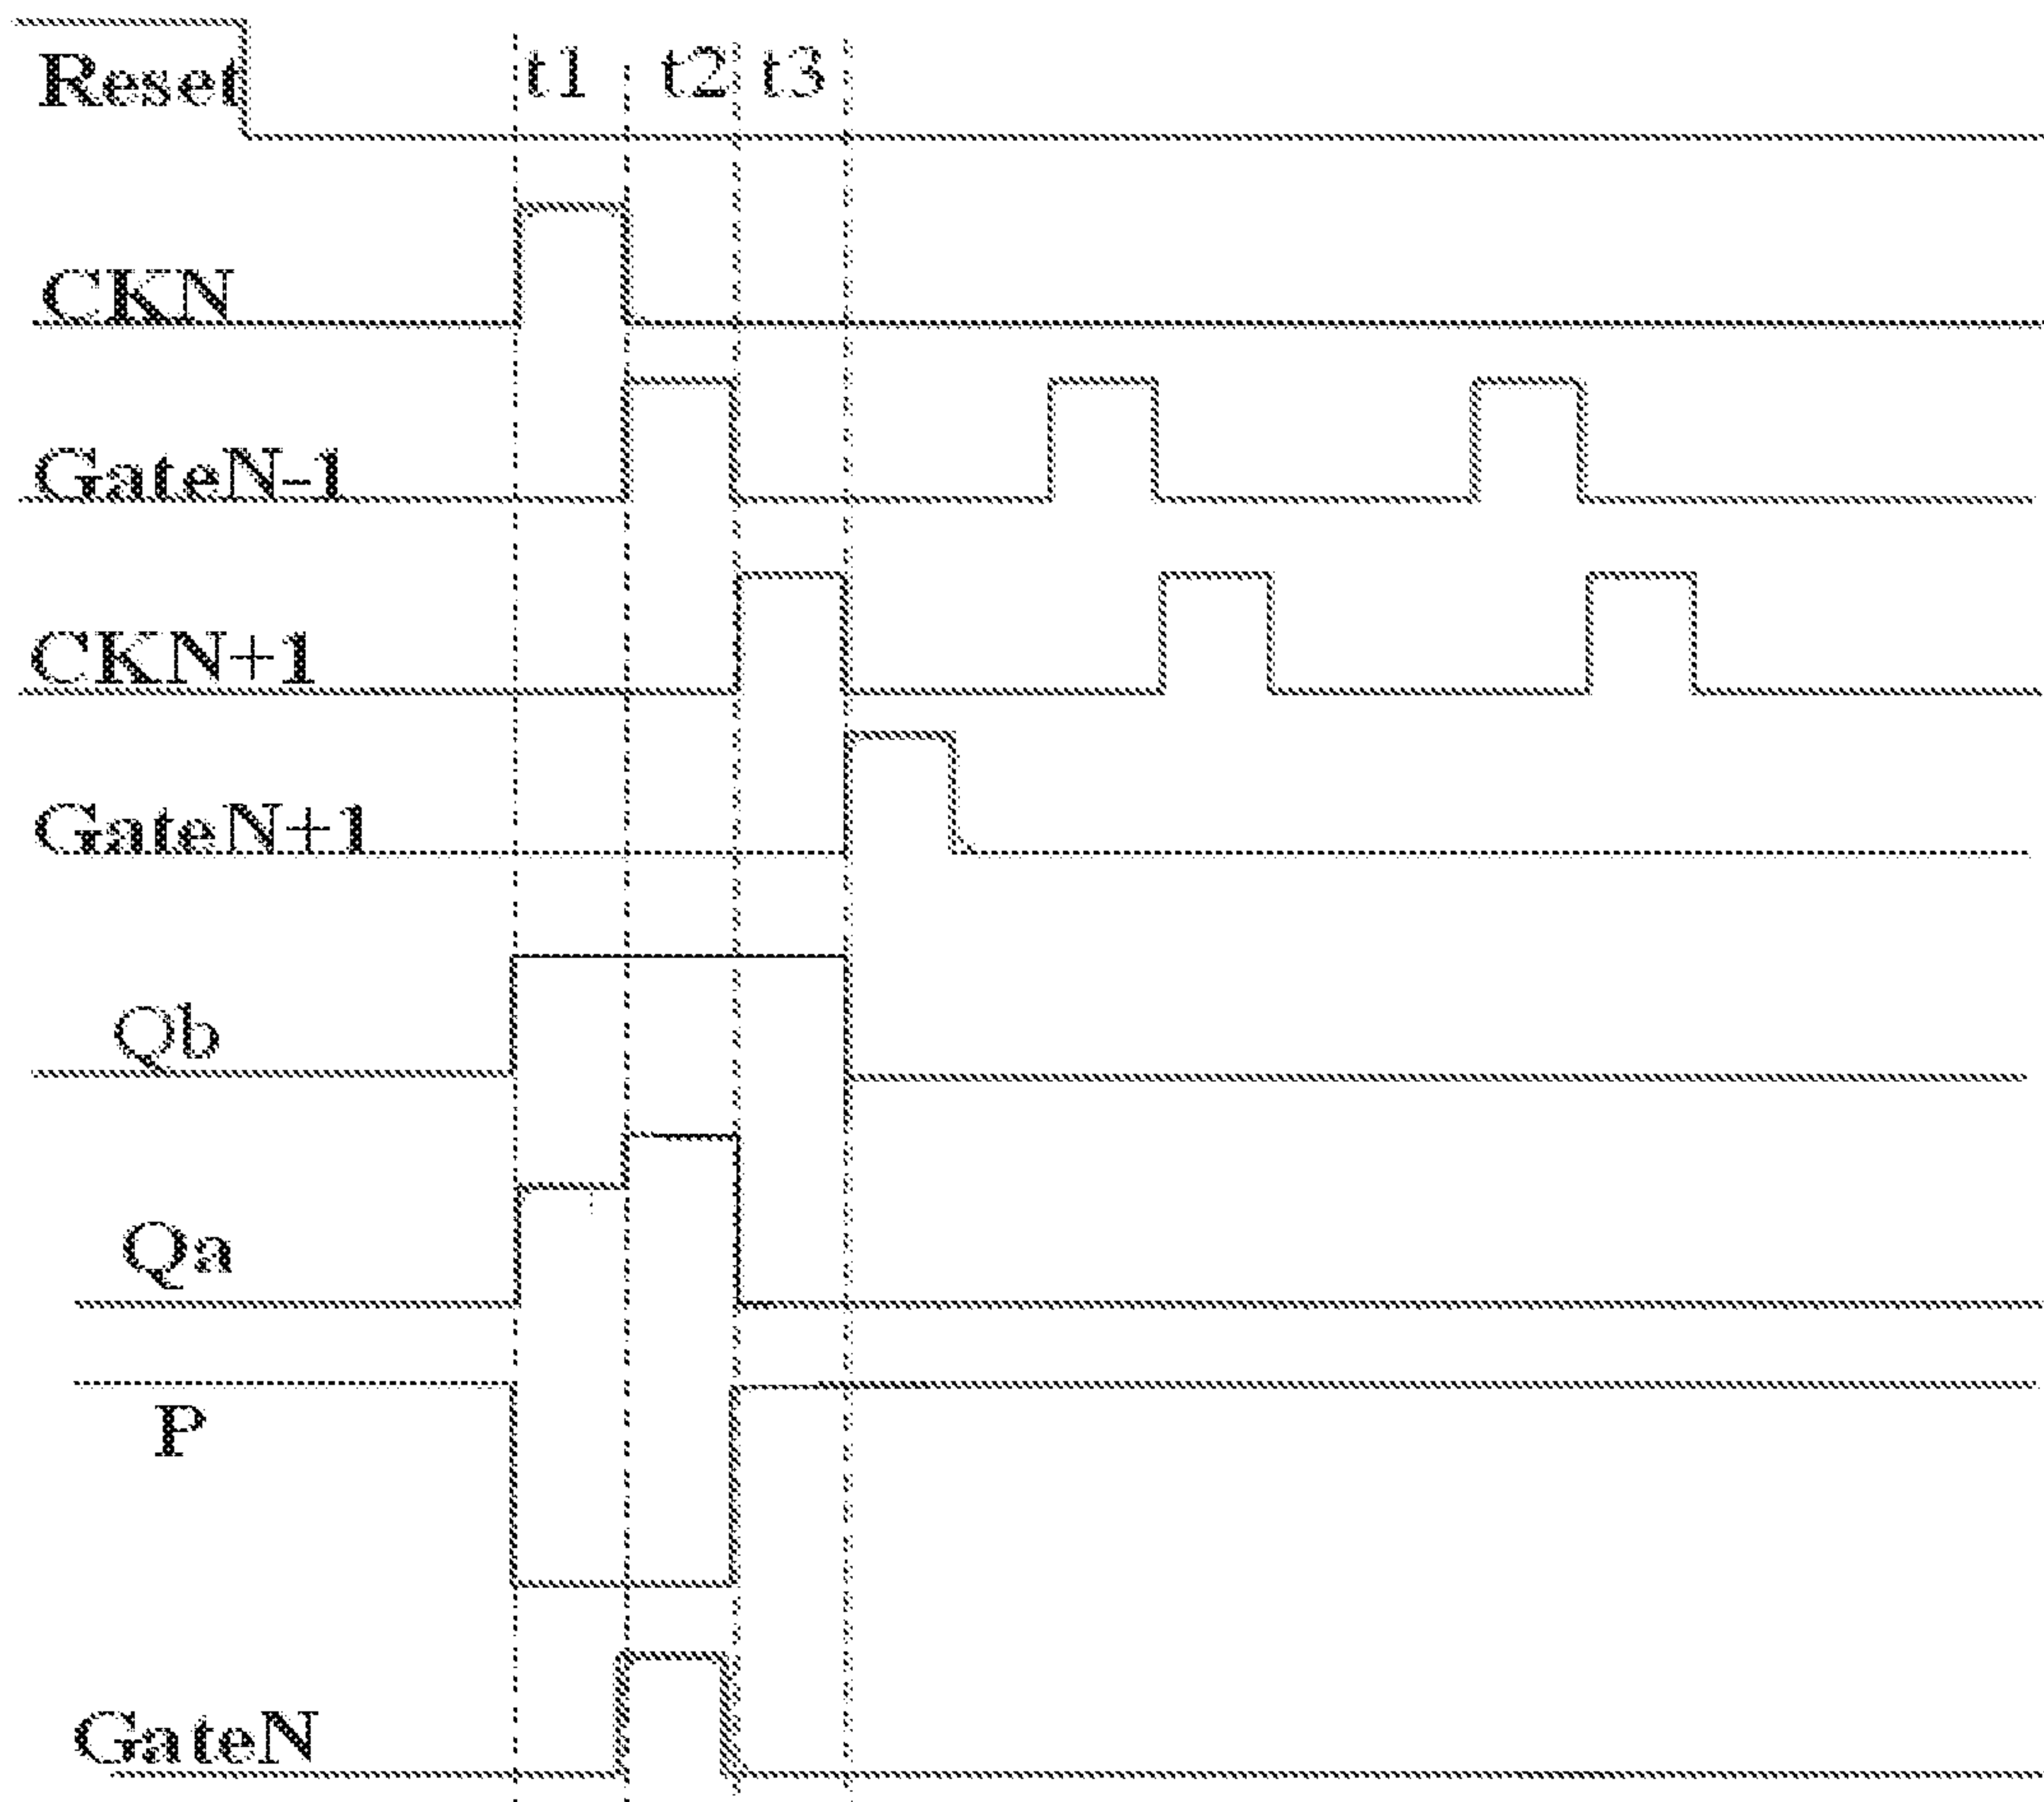 Reset
t1 t2 t3
CKN
GateN-1
CKN+1
GateN+1
Qb
Qa
P
GateN